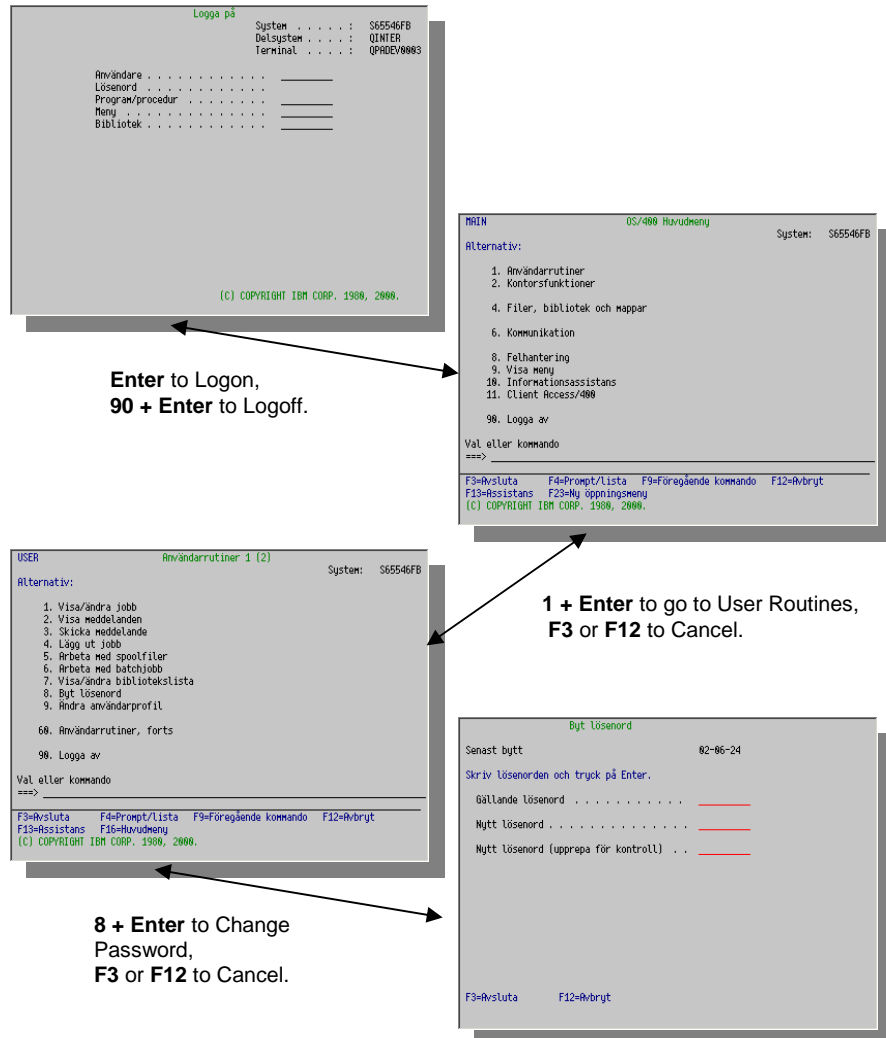 Logga på
System . . . . . :   S65546FB
Delsystem . . . . :   QINTER
Terminal  . . . . :   QPADEV0003
Användare . . . . . . . . . . . .
Lösenord  . . . . . . . . . . . .
Program/procedur  . . . . . . . .
Meny  . . . . . . . . . . . . . .
Bibliotek . . . . . . . . . . . .
(C) COPYRIGHT IBM CORP. 1980, 2000.
Enter to Logon,
90 + Enter to Logoff.
MAIN   OS/400 Huvudmeny
System:   S65546FB
Alternativ:
1. Användarrutiner
2. Kontorsfunktioner
4. Filer, bibliotek och mappar
6. Kommunikation
8. Felhantering
9. Visa meny
10. Informationsassistans
11. Client Access/400
90. Logga av
Val eller kommando
===>
F3=Avsluta   F4=Prompt/lista   F9=Föregående kommando   F12=Avbryt
F13=Assistans   F23=Ny öppningsmeny
(C) COPYRIGHT IBM CORP. 1980, 2000.
1 + Enter to go to User Routines,
F3 or F12 to Cancel.
USER   Användarrutiner 1 (2)
System:   S65546FB
Alternativ:
1. Visa/ändra jobb
2. Visa meddelanden
3. Skicka meddelande
4. Lägg ut jobb
5. Arbeta med spoolfiler
6. Arbeta med batchjobb
7. Visa/ändra bibliotekslista
8. Byt lösenord
9. Ändra användarprofil
60. Användarrutiner, forts
90. Logga av
Val eller kommando
===>
F3=Avsluta   F4=Prompt/lista   F9=Föregående kommando   F12=Avbryt
F13=Assistans   F16=Huvudmeny
(C) COPYRIGHT IBM CORP. 1980, 2000.
8 + Enter to Change
Password,
F3 or F12 to Cancel.
Byt lösenord
Senast bytt   02-06-24
Skriv lösenorden och tryck på Enter.
Gällande lösenord . . . . . . . . . . .
Nytt lösenord . . . . . . . . . . . . . .
Nytt lösenord (upprepa för kontroll)  . .
F3=Avsluta   F12=Avbryt